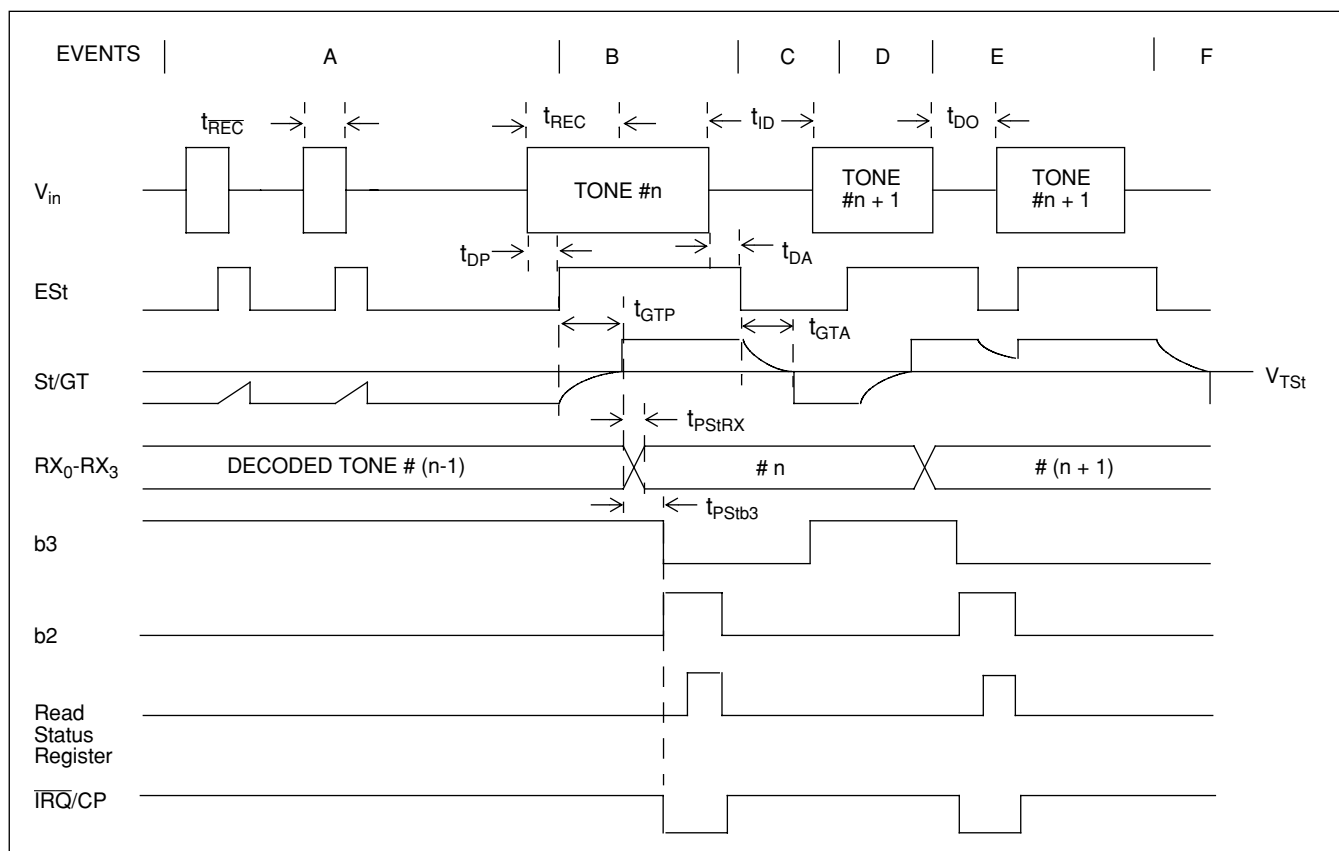 EVENTS A B C D E F
tREC tREC tID tDO
Vin TONE #n TONE #n + 1 TONE #n + 1
tDP tDA
ESt
tGTP tGTA
St/GT VTSt
tPStRX
RX0-RX3 DECODED TONE # (n-1) # n # (n + 1)
tPStb3
b3
b2
Read
Status
Register
IRQ/CP